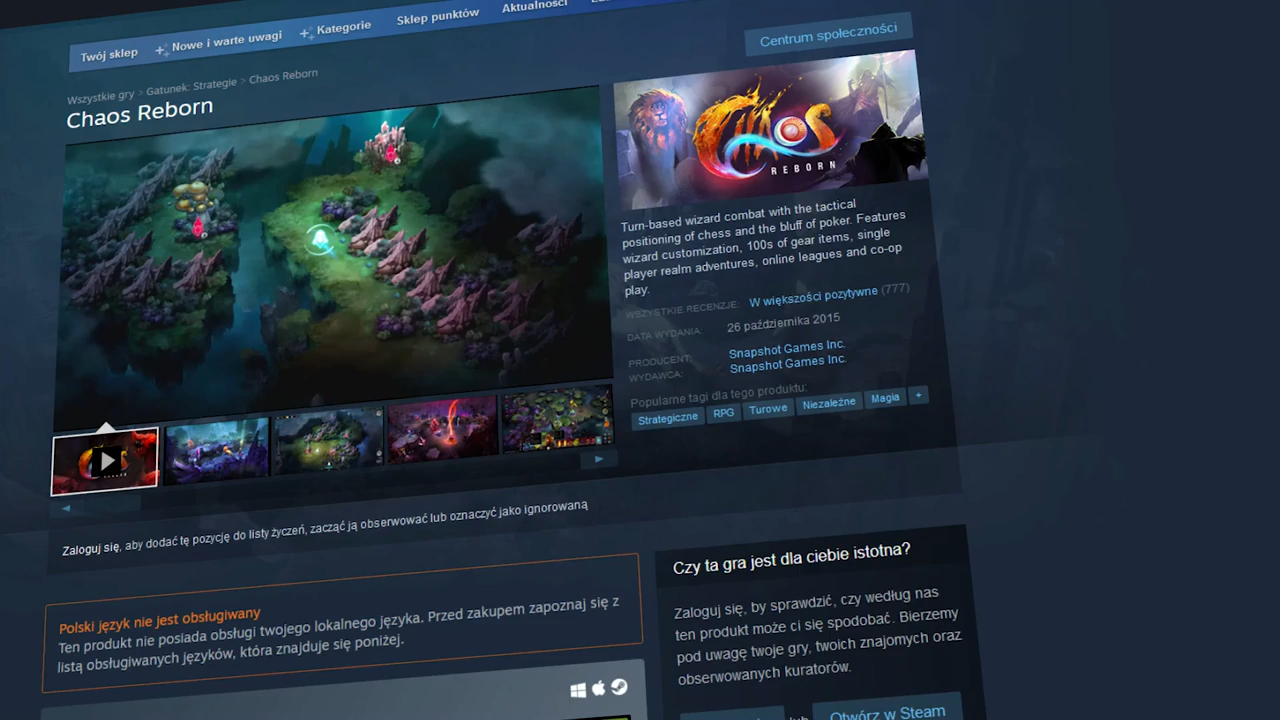 Twój sklep
Nowe i warte uwagi
Kategorie
Sklep punktów
Aktualności
Centrum społeczności
Wszystkie gry > Gatunek: Strategie > Chaos Reborn
Chaos Reborn
CHAOS
REBORN
Turn-based wizard combat with the tactical
positioning of chess and the bluff of poker. Features
wizard customization, 100s of gear items, single
player realm adventures, online leagues and co-op
play.
WSZYSTKIE RECENZJE: W większości pozytywne (777)
DATA WYDANIA: 26 października 2015
PRODUCENT: Snapshot Games Inc.
WYDAWCA: Snapshot Games Inc.
Popularne tagi dla tego produktu:
Strategiczne RPG Turowe Niezależne Magia +
Zaloguj się, aby dodać tę pozycję do listy życzeń, zacząć ją obserwować lub oznaczyć jako ignorowaną
Polski język nie jest obsługiwany
Ten produkt nie posiada obsługi twojego lokalnego języka. Przed zakupem zapoznaj się z
listą obsługiwanych języków, która znajduje się poniżej.
Czy ta gra jest dla ciebie istotna?
Zaloguj się, by sprawdzić, czy według nas
ten produkt może ci się spodobać. Bierzemy
pod uwagę twoje gry, twoich znajomych oraz
obserwowanych kuratorów.
lub
Otwórz w Steam